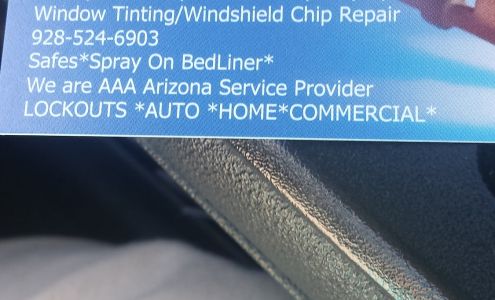 Window Tinting/Windshield Chip Repair
928-524-6903
Safes*Spray On BedLiner*
We are AAA Arizona Service Provider
LOCKOUTS *AUTO *HOME*COMMERCIAL*